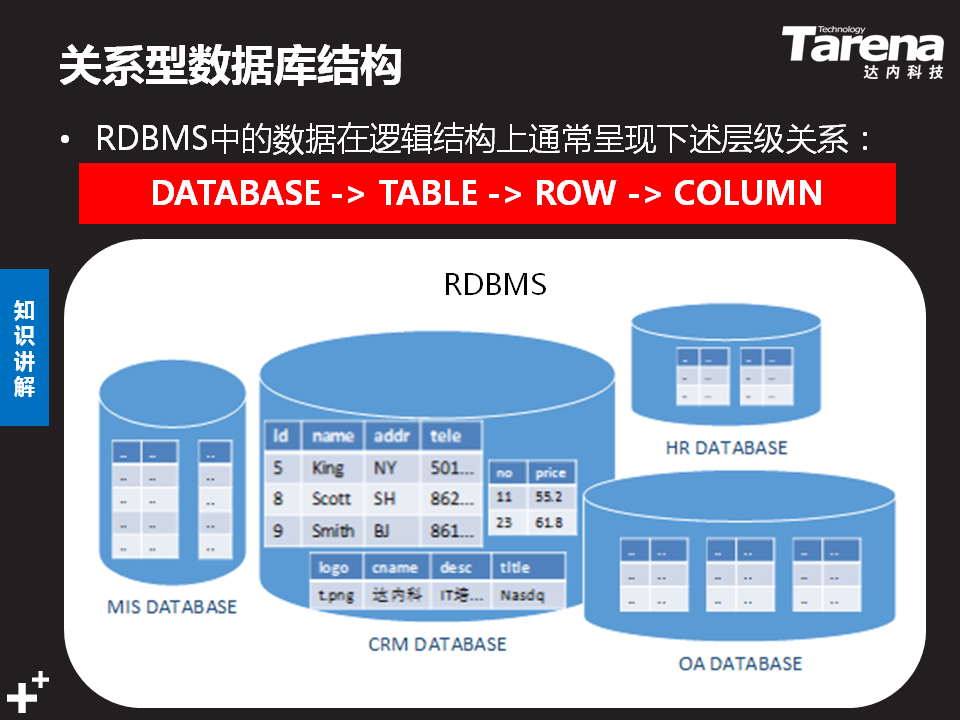 关系型数据库结构
Technology
Tarena
达内科技
• RDBMS中的数据在逻辑结构上通常呈现下述层级关系：
DATABASE -> TABLE -> ROW -> COLUMN
知识讲解
RDBMS
Id name addr tele
5 King NY 501...
8 Scott SH 862...
9 Smith BJ 861...
no price
11 55.2
23 61.8
logo cname desc title
t.png 达内科 IT培... Nasdq
MIS DATABASE
CRM DATABASE
HR DATABASE
OA DATABASE